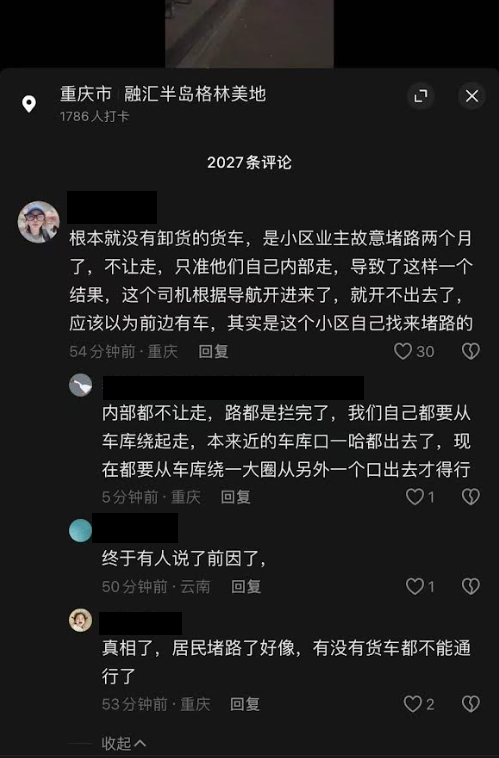 重庆市 融汇半岛格林美地
1786人打卡
2027条评论
根本就没有卸货的货车，是小区业主故意堵路两个月
了，不让走，只准他们自己内部走，导致了这样一个
结果，这个司机根据导航开进来了，就开不出去了，
应该以为前边有车，其实是这个小区自己找来堵路的
54分钟前·重庆 回复 30
内部都不让走，路都是拦完了，我们自己都要从
车库绕起走，本来近的车库口一哈都出去了，现
在都要从车库绕一大圈从另外一个口出去才得行
5分钟前·重庆 回复 1
终于有人说了前因了，
50分钟前·云南 回复 1
真相了，居民堵路了好像，有没有货车都不能通
行了
53分钟前·重庆 回复 2
收起